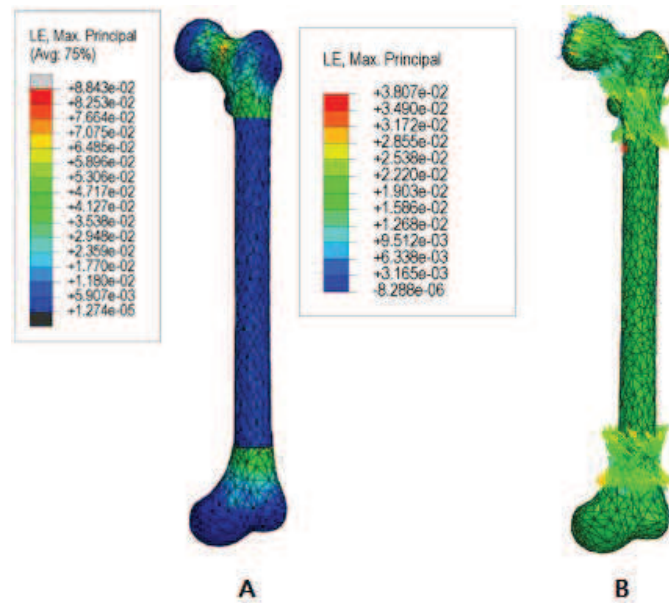 LE, Max. Principal
(Avg: 75%)
+8.843e-02
+8.253e-02
+7.664e-02
+7.075e-02
+6.485e-02
+5.896e-02
+5.306e-02
+4.717e-02
+4.127e-02
+3.538e-02
+2.948e-02
+2.359e-02
+1.770e-02
+1.180e-02
+5.907e-03
+1.274e-05
LE, Max. Principal
+3.807e-02
+3.490e-02
+3.172e-02
+2.855e-02
+2.538e-02
+2.220e-02
+1.903e-02
+1.586e-02
+1.268e-02
+9.512e-03
+6.338e-03
+3.165e-03
-8.288e-06
A
B